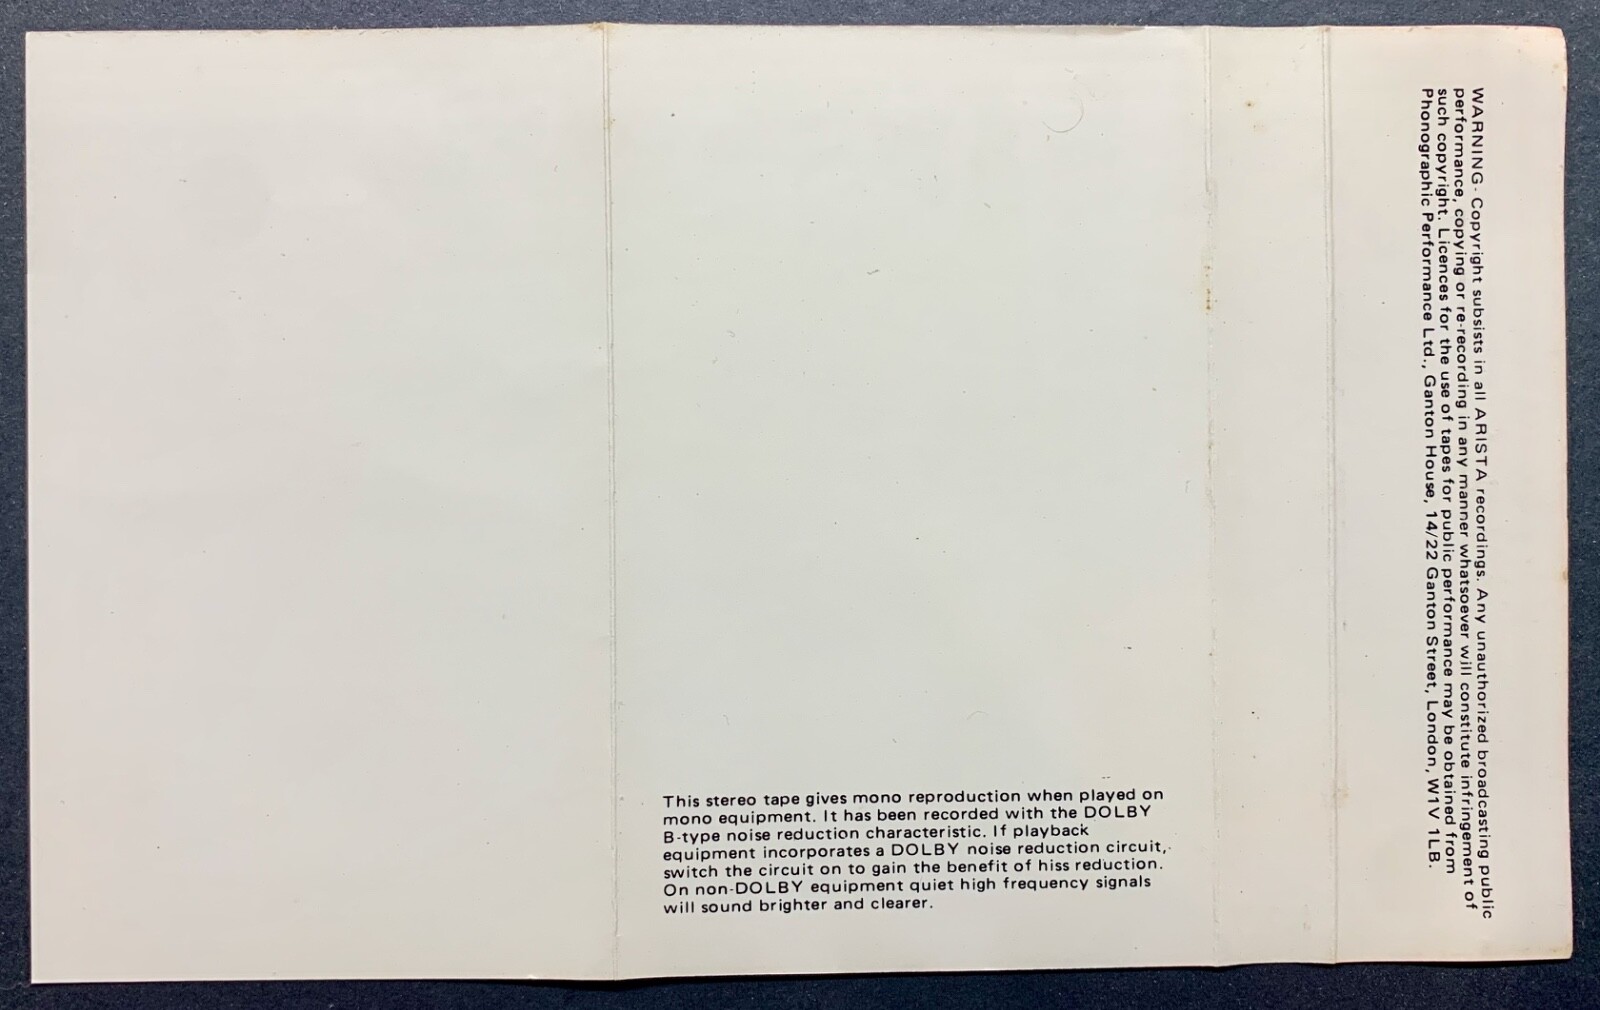 This stereo tape gives mono reproduction when played on
mono equipment. It has been recorded with the DOLBY
B-type noise reduction characteristic. If playback
equipment incorporates a DOLBY noise reduction circuit,
switch the circuit on to gain the benefit of hiss reduction.
On non-DOLBY equipment quiet high frequency signals
will sound brighter and clearer.
WARNING· Copyright subsists in all ARISTA recordings. Any unauthorized broadcasting public
performance, copying or re-recording in any manner whatsoever will constitute infringement of
such copyright. Licences for the use of tapes for public performance may be obtained from
Phonographic Performance Ltd., Ganton House, 14/22 Ganton Street, London, W1V 1LB.